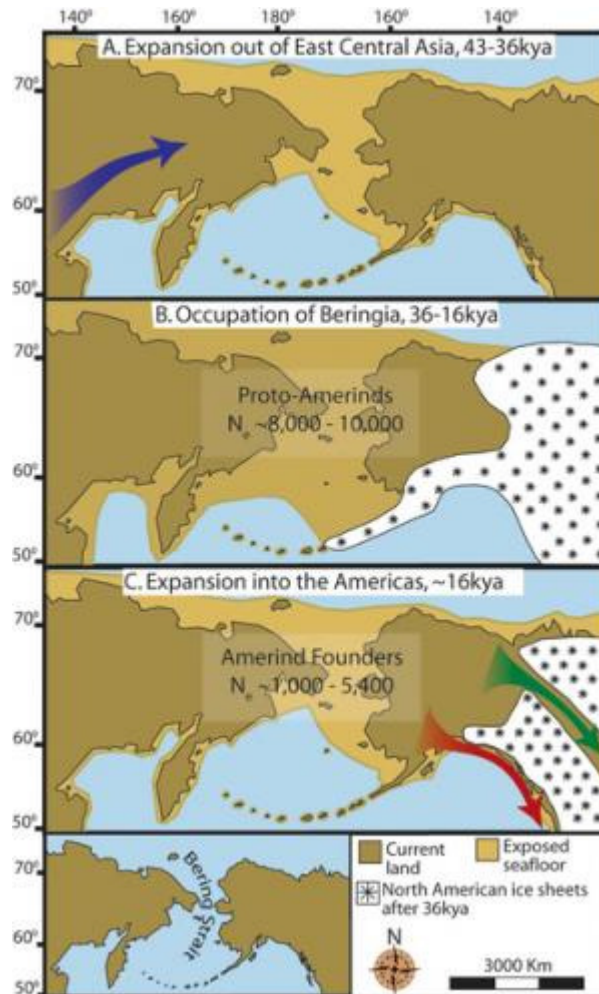 140° 160° 180° 160° 140°
A. Expansion out of East Central Asia, 43-36kya
70°
60°
50°
B. Occupation of Beringia, 36-16kya
70°
Proto-Amerinds
Ne ~8,000 - 10,000
60°
50°
C. Expansion into the Americas, ~16kya
70°
Amerind Founders
Ne ~1,000 - 5,400
60°
50°
70°
60°
50°
Bering
Strait
Current
land
Exposed
seafloor
North American ice sheets
after 36kya
N
3000 Km